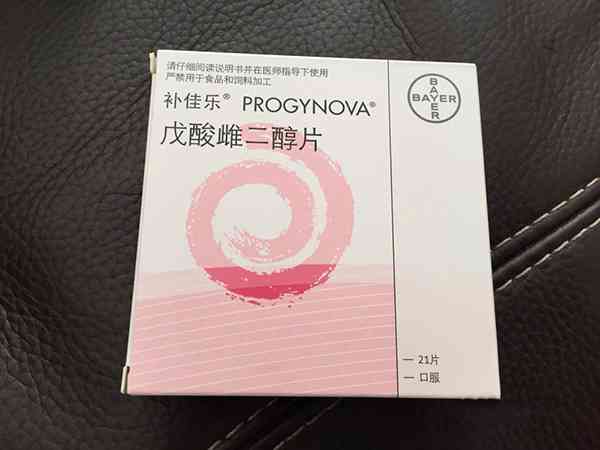 请仔细阅读说明书并在医师指导下使用
严禁用于食品和饲料加工
补佳乐® PROGYNOVA®
戊酸雌二醇片
BAYER
BAYER
— 21片
— 口服